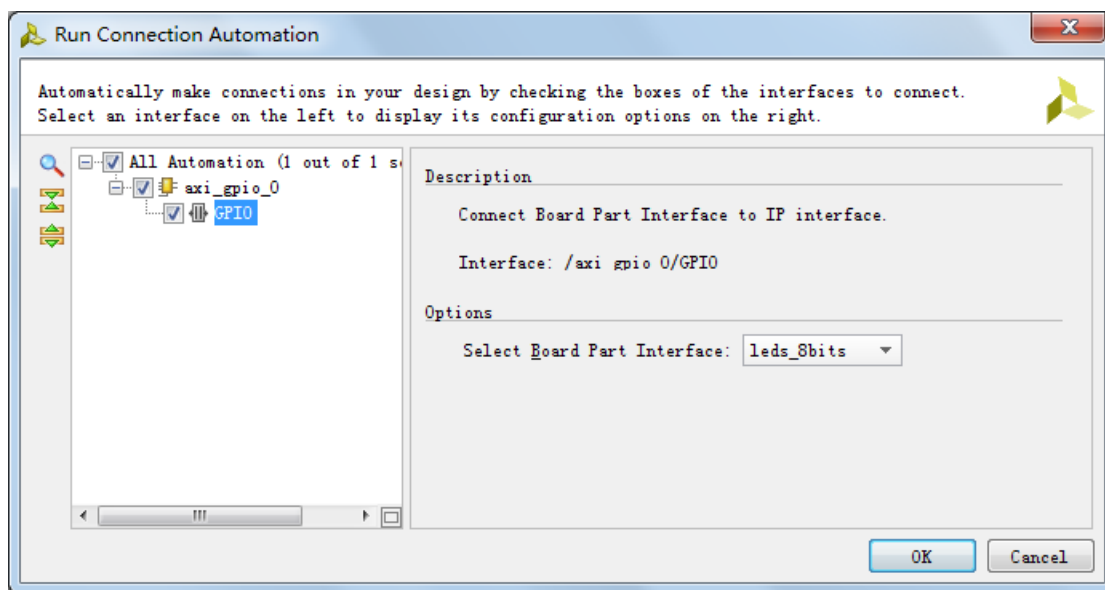 Run Connection Automation
Automatically make connections in your design by checking the boxes of the interfaces to connect.
Select an interface on the left to display its configuration options on the right.
All Automation (1 out of 1 s
axi_gpio_0
GPIO
Description
Connect Board Part Interface to IP interface.
Interface: /axi_gpio_0/GPIO
Options
Select Board Part Interface: leds_8bits
OK Cancel